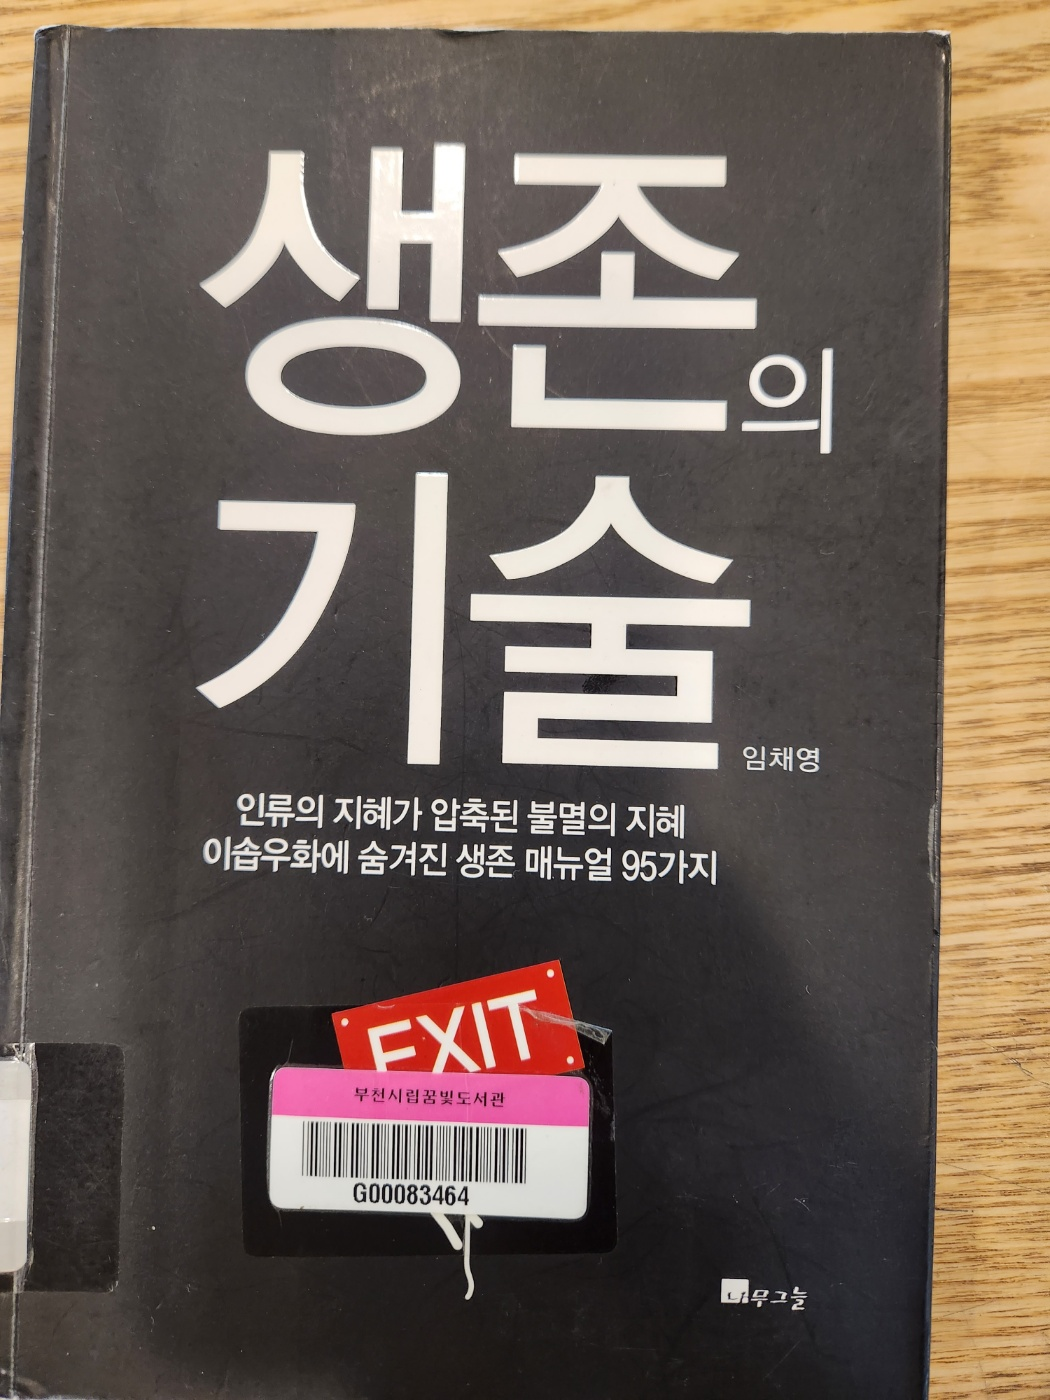 생존의
기술
임채영
인류의 지혜가 압축된 불멸의 지혜
이솝우화에 숨겨진 생존 매뉴얼 95가지
EXIT
부천시립꿈빛도서관
G00083464
나무그늘